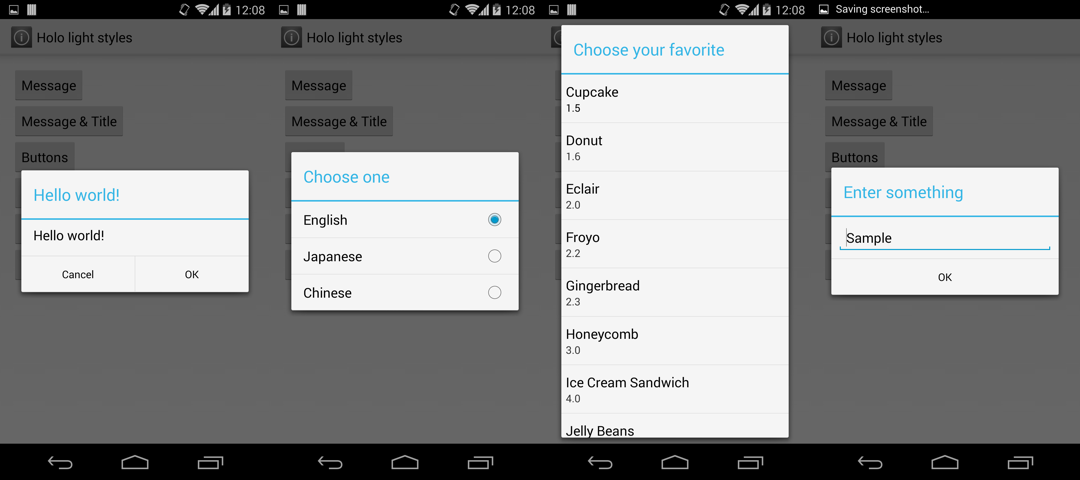 12:08
Holo light styles
Message
Message & Title
Buttons
Hello world!
Hello world!
Cancel
OK
12:08
Holo light styles
Message
Message & Title
Choose one
English
Japanese
Chinese
12:08
Choose your favorite
Cupcake
1.5
Donut
1.6
Eclair
2.0
Froyo
2.2
Gingerbread
2.3
Honeycomb
3.0
Ice Cream Sandwich
4.0
Jelly Beans
Saving screenshot...
Holo light styles
Message
Message & Title
Buttons
Enter something
Sample
OK